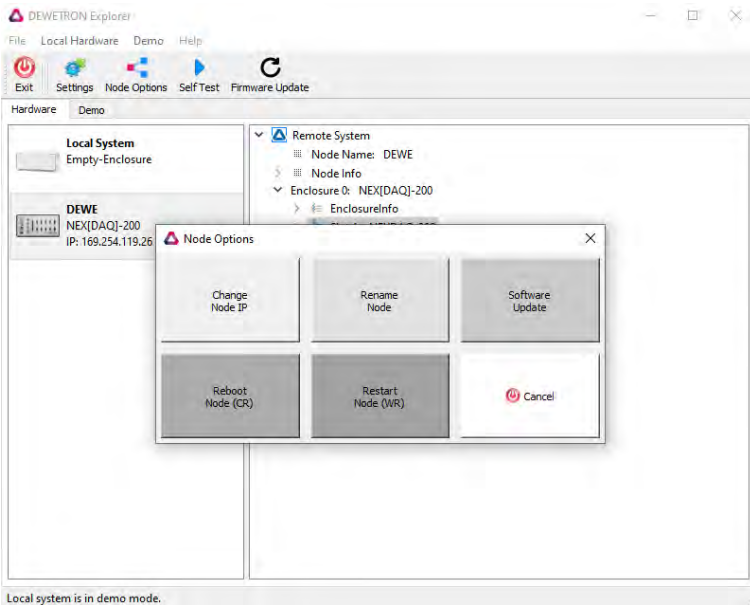 DEWETRON Explorer
File Local Hardware Demo Help
Exit Settings Node Options Self Test Firmware Update
Hardware Demo
Local System
Empty-Enclosure
DEWE
NEX[DAQ]-200
IP: 169.254.119.26
Remote System
Node Name: DEWE
Node Info
Enclosure 0: NEX[DAQ]-200
EnclosureInfo
Node Options
Change
Node IP
Rename
Node
Software
Update
Reboot
Node (CR)
Restart
Node (WR)
Cancel
Local system is in demo mode.